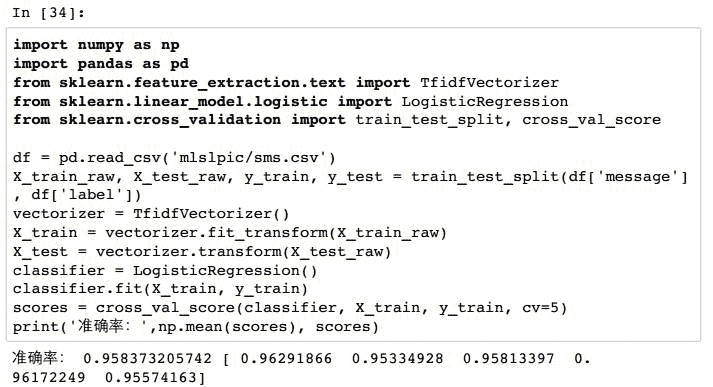 In [34]:
import numpy as np
import pandas as pd
from sklearn.feature_extraction.text import TfidfVectorizer
from sklearn.linear_model.logistic import LogisticRegression
from sklearn.cross_validation import train_test_split, cross_val_score
df = pd.read_csv('mlslpic/sms.csv')
X_train_raw, X_test_raw, y_train, y_test = train_test_split(df['message']
, df['label'])
vectorizer = TfidfVectorizer()
X_train = vectorizer.fit_transform(X_train_raw)
X_test = vectorizer.transform(X_test_raw)
classifier = LogisticRegression()
classifier.fit(X_train, y_train)
scores = cross_val_score(classifier, X_train, y_train, cv=5)
print('准确率：',np.mean(scores), scores)
准确率： 0.958373205742 [ 0.96291866 0.95334928 0.95813397 0.
96172249 0.95574163]